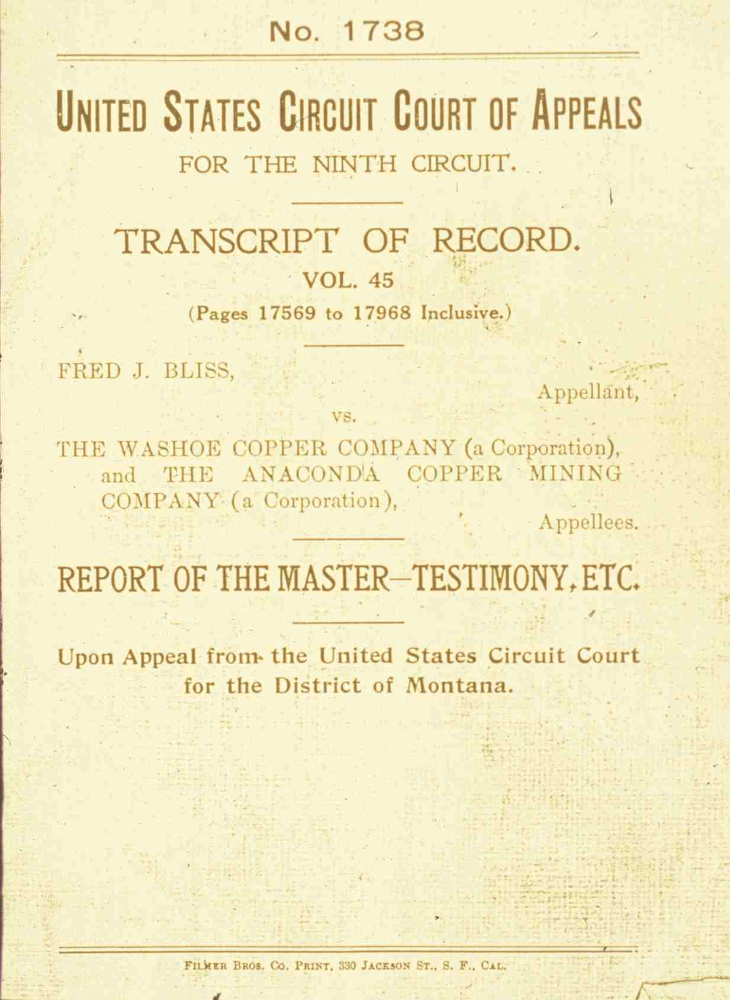 No. 1738
UNITED STATES CIRCUIT COURT OF APPEALS
FOR THE NINTH CIRCUIT.
TRANSCRIPT OF RECORD.
VOL. 45
(Pages 17569 to 17968 Inclusive.)
FRED J. BLISS,
Appellant,
vs.
THE WASHOE COPPER COMPANY (a Corporation),
and THE ANACONDA COPPER MINING
COMPANY (a Corporation),
Appellees.
REPORT OF THE MASTER—TESTIMONY, ETC.
Upon Appeal from the United States Circuit Court
for the District of Montana.
FILMER BROS. CO. PRINT, 330 JACKSON ST., S. F., CAL.